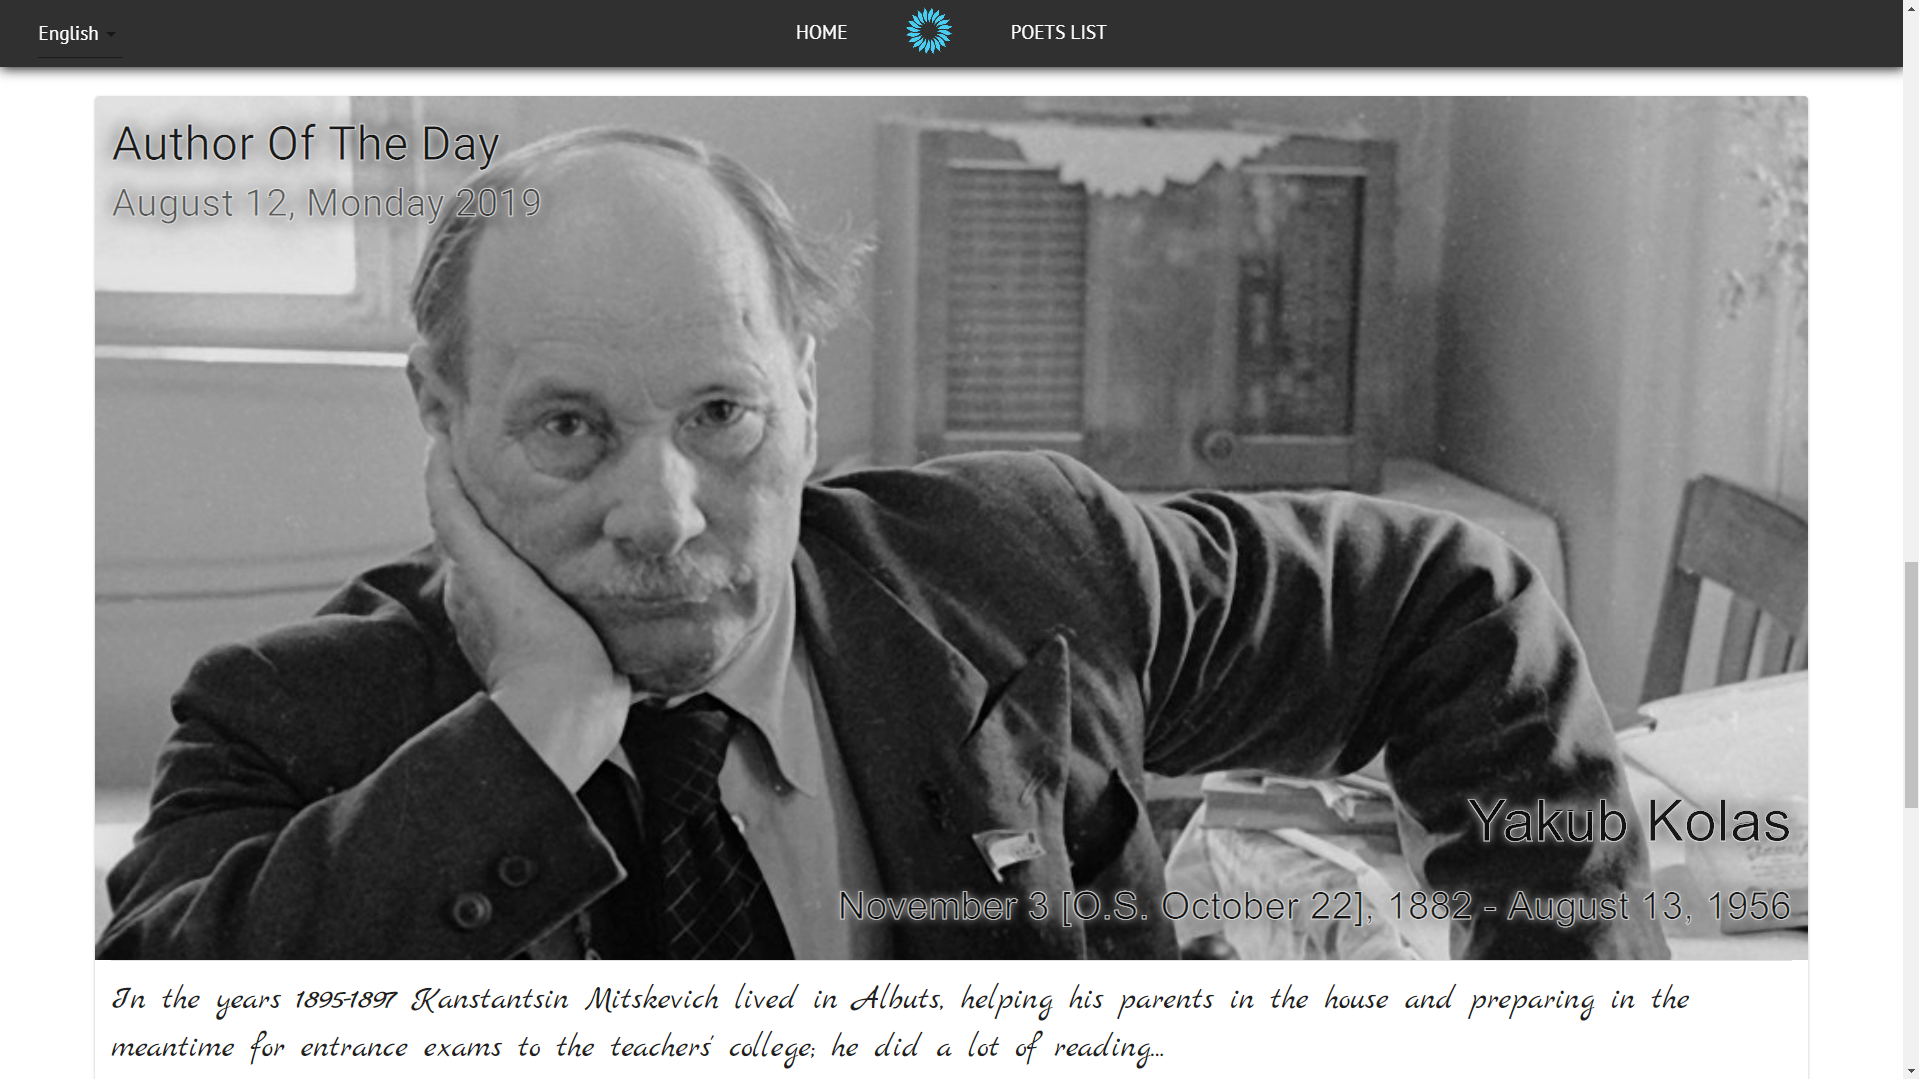 English
HOME
POETS LIST
Author Of The Day
August 12, Monday 2019
Yakub Kolas
November 3 [O.S. October 22], 1882 - August 13, 1956
In the years 1895-1897 Kanstantsin Mitskevich lived in Albuts, helping his parents in the house and preparing in the
meantime for entrance exams to the teachers' college; he did a lot of reading...